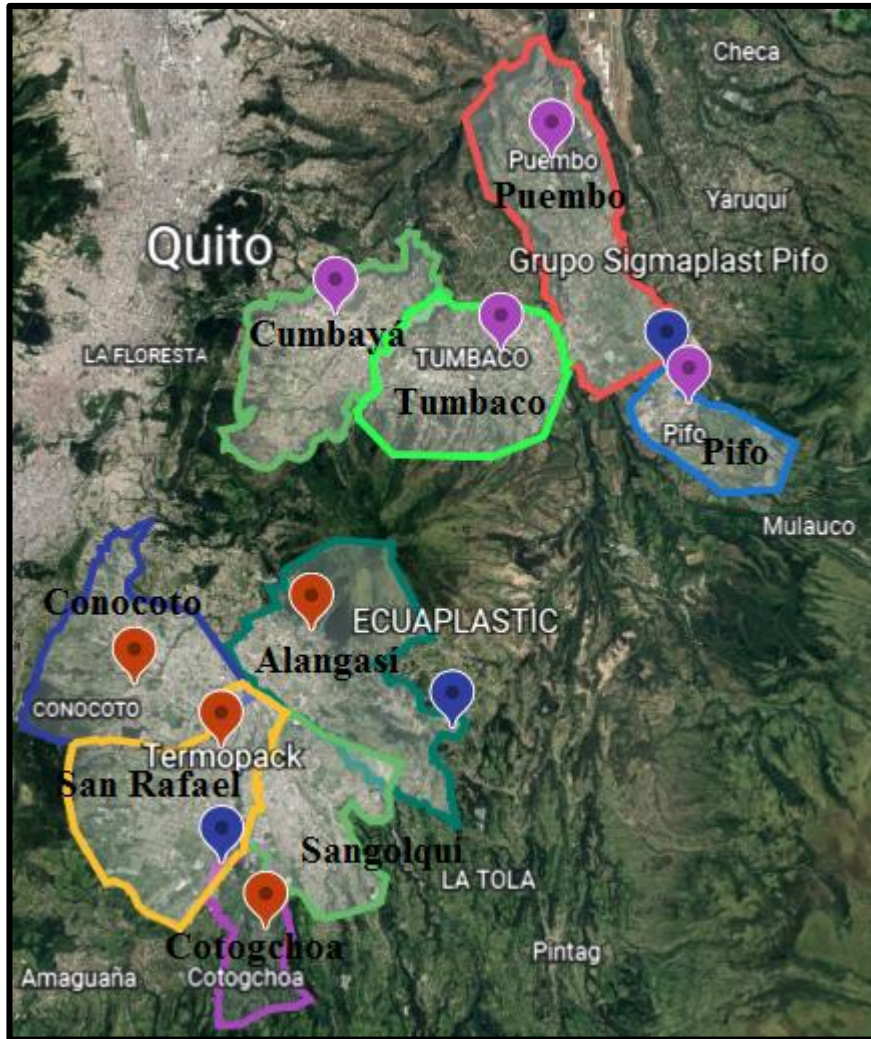 Checa
Puembo
Puembo
Yaruquí
Quito
Grupo Sigmaplast Pifo
Cumbayá
LA FLORESTA
TUMBACO
Tumbaco
Pifo
Pifo
Mulauco
Conocoto
ECUAPLASTIC
Alangasí
CONOCOTO
Termopack
San Rafael
Sangolquí
LA TOLA
Cotogchoa
Pintag
Amaguaña
Cotogchoa